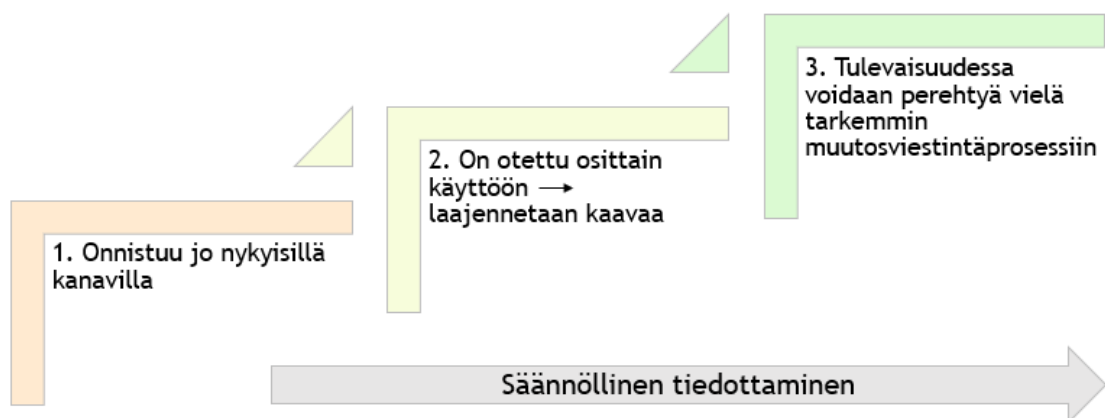 1. Onnistuu jo nykyisillä
kanavilla
2. On otettu osittain
käyttöön →
laajennetaan kaavaa
3. Tulevaisuudessa
voidaan perehtyä vielä
tarkemmin
muutosviestintäprosessiin
Säännöllinen tiedottaminen